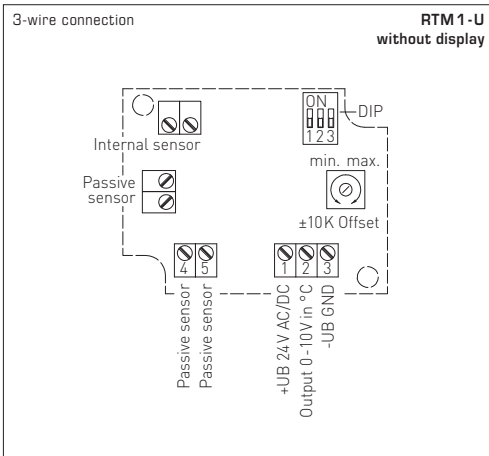 3-wire connection
RTM 1 - U
without display
ON
1 2 3
DIP
Internal sensor
min. max.
Passive
sensor
±10K Offset
4 5
1 2 3
Passive sensor
Passive sensor
+UB 24V AC/DC
Output 0-10V in °C
-UB GND